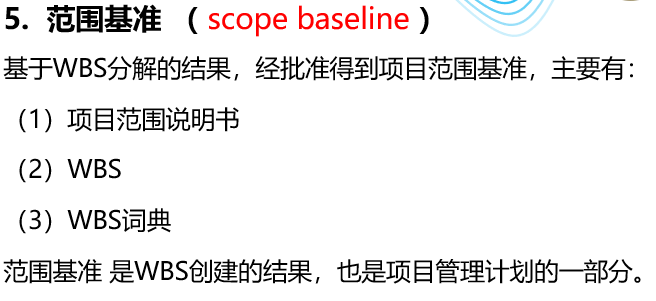 5. 范围基准 （ scope baseline ）
基于WBS分解的结果，经批准得到项目范围基准，主要有：
（1）项目范围说明书
（2）WBS
（3）WBS词典
范围基准 是WBS创建的结果，也是项目管理计划的一部分。